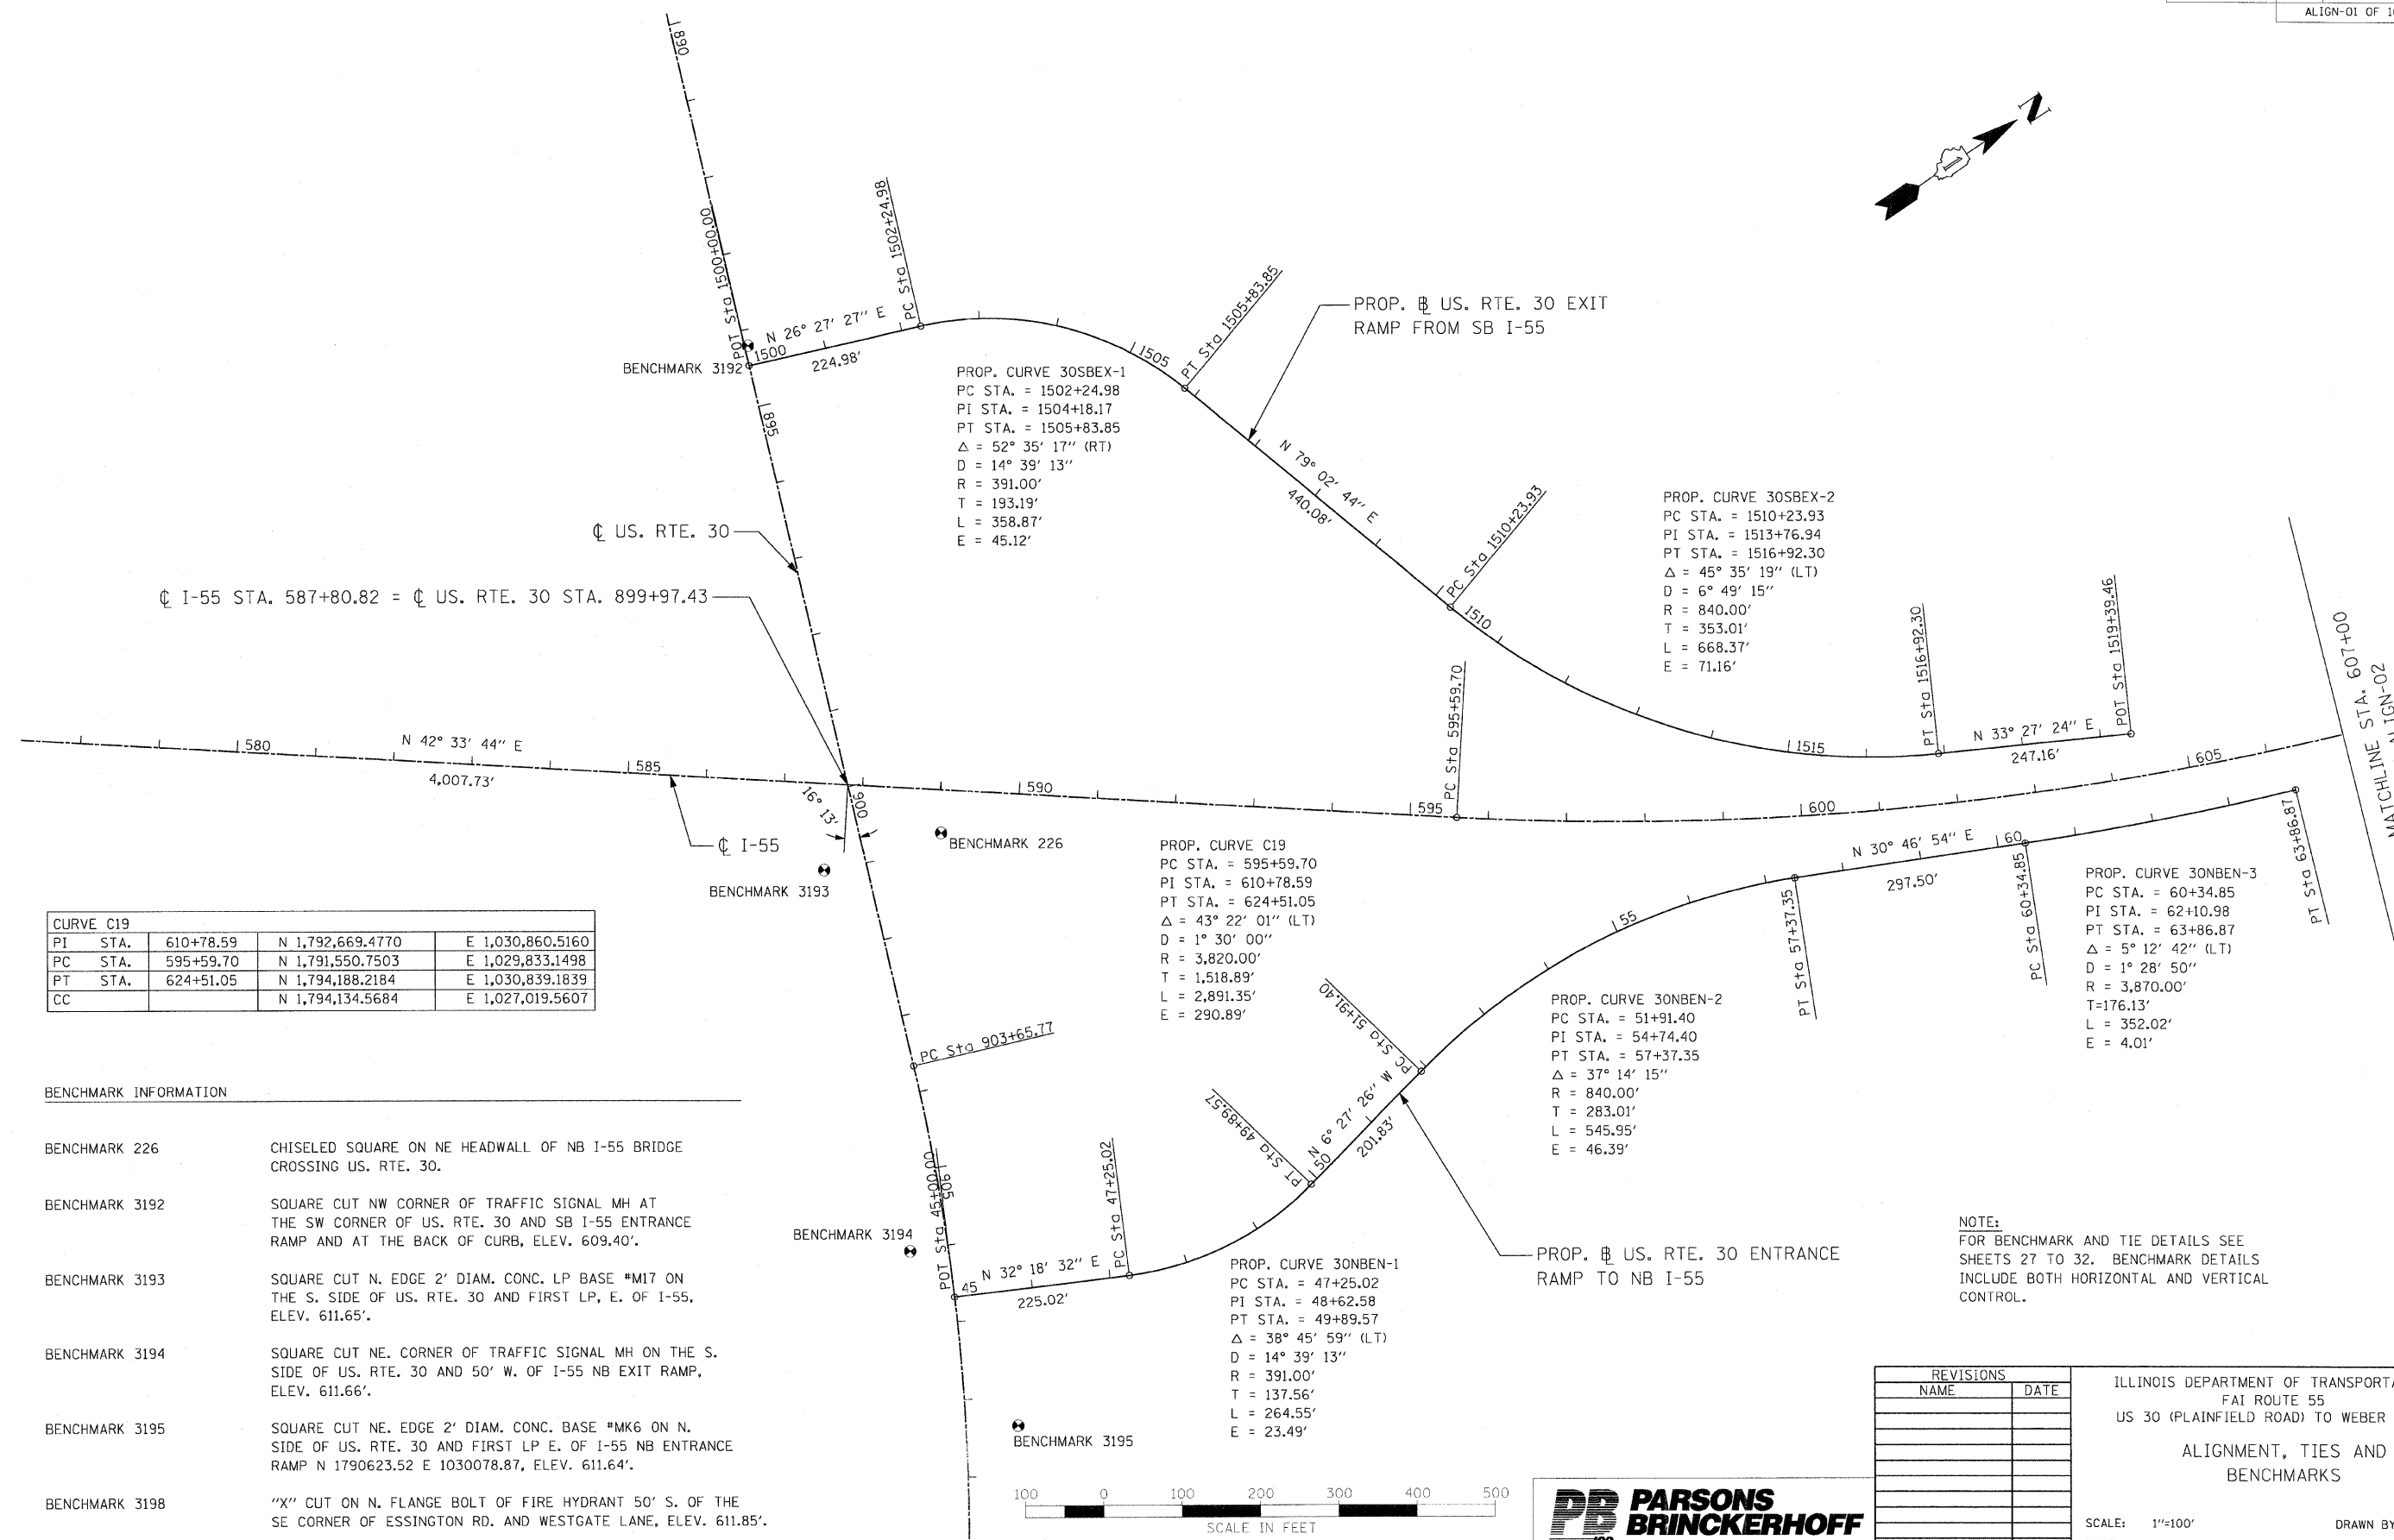 ALIGN-01 OF 1
890
POT Sta 1500+00.00
N 26° 27' 27" E
224.98'
PC Sta 1502+24.98
1500
BENCHMARK 3192
895
1505
PT Sta 1505+83.85
PROP. ℄ US. RTE. 30 EXIT
RAMP FROM SB I-55
N
1
PROP. CURVE 30SBEX-1
PC STA. = 1502+24.98
PI STA. = 1504+18.17
PT STA. = 1505+83.85
Δ = 52° 35' 17" (RT)
D = 14° 39' 13"
R = 391.00'
T = 193.19'
L = 358.87'
E = 45.12'
N 79° 02' 44" E
440.08'
PC Sta 1510+23.93
1510
PROP. CURVE 30SBEX-2
PC STA. = 1510+23.93
PI STA. = 1513+76.94
PT STA. = 1516+92.30
Δ = 45° 35' 19" (LT)
D = 6° 49' 15"
R = 840.00'
T = 353.01'
L = 668.37'
E = 71.16'
1515
PT Sta 1516+92.30
N 33° 27' 24" E
247.16'
POT Sta 1519+39.46
MATCHLINE STA. 607+00
ALIGN-02
℄ US. RTE. 30
℄ I-55 STA. 587+80.82 = ℄ US. RTE. 30 STA. 899+97.43
580
N 42° 33' 44" E
4,007.73'
585
℄ I-55
16° 13'
900
590
PC Sta 595+59.70
595
600
605
BENCHMARK 226
BENCHMARK 3193
PROP. CURVE C19
PC STA. = 595+59.70
PI STA. = 610+78.59
PT STA. = 624+51.05
Δ = 43° 22' 01" (LT)
D = 1° 30' 00"
R = 3,820.00'
T = 1,518.89'
L = 2,891.35'
E = 290.89'
N 30° 46' 54" E
297.50'
60
PC Sta 60+34.85
PT Sta 63+86.87
PT Sta 57+37.35
55
PROP. CURVE 30NBEN-3
PC STA. = 60+34.85
PI STA. = 62+10.98
PT STA. = 63+86.87
Δ = 5° 12' 42" (LT)
D = 1° 28' 50"
R = 3,870.00'
T=176.13'
L = 352.02'
E = 4.01'
CURVE C19
PI STA. 610+78.59 N 1,792,669.4770 E 1,030,860.5160
PC STA. 595+59.70 N 1,791,550.7503 E 1,029,833.1498
PT STA. 624+51.05 N 1,794,188.2184 E 1,030,839.1839
CC N 1,794,134.5684 E 1,027,019.5607
PC Sta 903+65.77
PC Sta 51+91.40
PT Sta 49+89.57
N 6° 27' 26" W
201.83'
50
PROP. CURVE 30NBEN-2
PC STA. = 51+91.40
PI STA. = 54+74.40
PT STA. = 57+37.35
Δ = 37° 14' 15"
R = 840.00'
T = 283.01'
L = 545.95'
E = 46.39'
POT Sta 45+00.00
905
45
N 32° 18' 32" E
225.02'
PC Sta 47+25.02
BENCHMARK 3194
PROP. CURVE 30NBEN-1
PC STA. = 47+25.02
PI STA. = 48+62.58
PT STA. = 49+89.57
Δ = 38° 45' 59" (LT)
D = 14° 39' 13"
R = 391.00'
T = 137.56'
L = 264.55'
E = 23.49'
PROP. ℄ US. RTE. 30 ENTRANCE
RAMP TO NB I-55
BENCHMARK 3195
BENCHMARK INFORMATION
BENCHMARK 226 CHISELED SQUARE ON NE HEADWALL OF NB I-55 BRIDGE
CROSSING US. RTE. 30.
BENCHMARK 3192 SQUARE CUT NW CORNER OF TRAFFIC SIGNAL MH AT
THE SW CORNER OF US. RTE. 30 AND SB I-55 ENTRANCE
RAMP AND AT THE BACK OF CURB, ELEV. 609.40'.
BENCHMARK 3193 SQUARE CUT N. EDGE 2' DIAM. CONC. LP BASE #M17 ON
THE S. SIDE OF US. RTE. 30 AND FIRST LP, E. OF I-55,
ELEV. 611.65'.
BENCHMARK 3194 SQUARE CUT NE. CORNER OF TRAFFIC SIGNAL MH ON THE S.
SIDE OF US. RTE. 30 AND 50' W. OF I-55 NB EXIT RAMP,
ELEV. 611.66'.
BENCHMARK 3195 SQUARE CUT NE. EDGE 2' DIAM. CONC. BASE #MK6 ON N.
SIDE OF US. RTE. 30 AND FIRST LP E. OF I-55 NB ENTRANCE
RAMP N 1790623.52 E 1030078.87, ELEV. 611.64'.
BENCHMARK 3198 "X" CUT ON N. FLANGE BOLT OF FIRE HYDRANT 50' S. OF THE
SE CORNER OF ESSINGTON RD. AND WESTGATE LANE, ELEV. 611.85'.
100 0 100 200 300 400 500
SCALE IN FEET
NOTE:
FOR BENCHMARK AND TIE DETAILS SEE
SHEETS 27 TO 32. BENCHMARK DETAILS
INCLUDE BOTH HORIZONTAL AND VERTICAL
CONTROL.
PB PARSONS
BRINCKERHOFF
REVISIONS
NAME DATE
ILLINOIS DEPARTMENT OF TRANSPORTA
FAI ROUTE 55
US 30 (PLAINFIELD ROAD) TO WEBER
ALIGNMENT, TIES AND
BENCHMARKS
SCALE: 1"=100' DRAWN BY